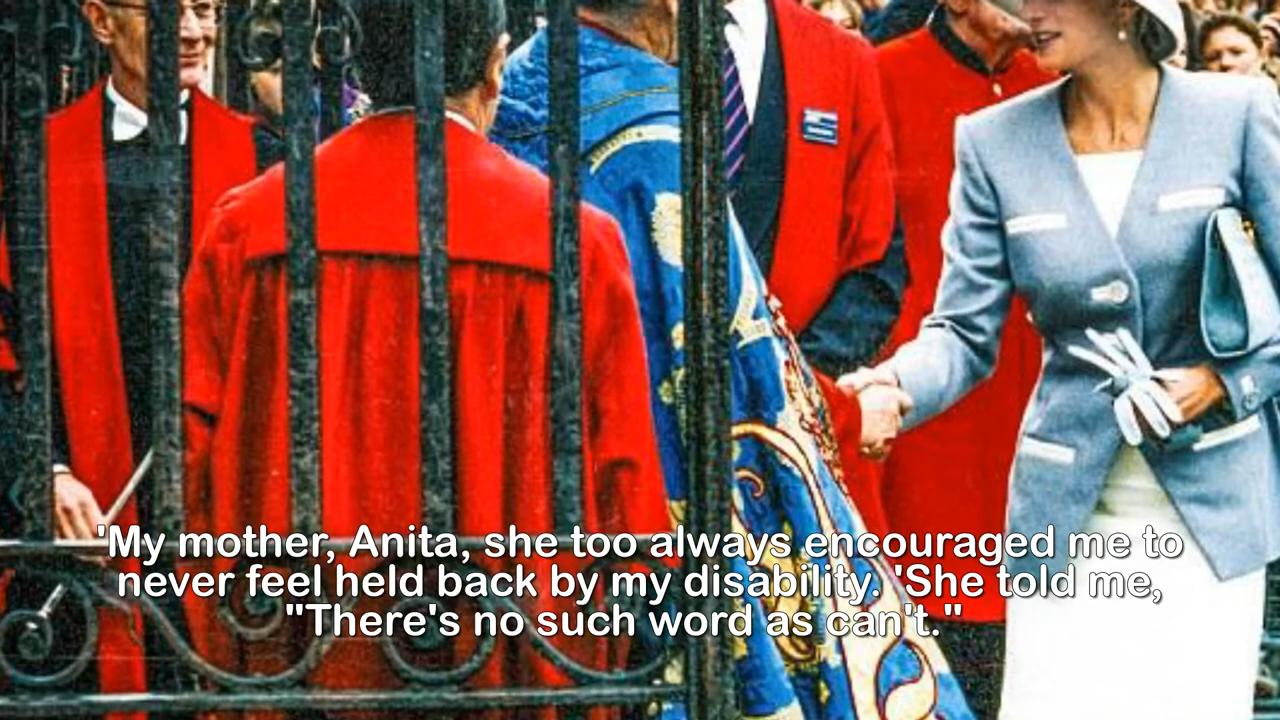 'My mother, Anita, she too always encouraged me to
never feel held back by my disability. 'She told me,
"There's no such word as can't."